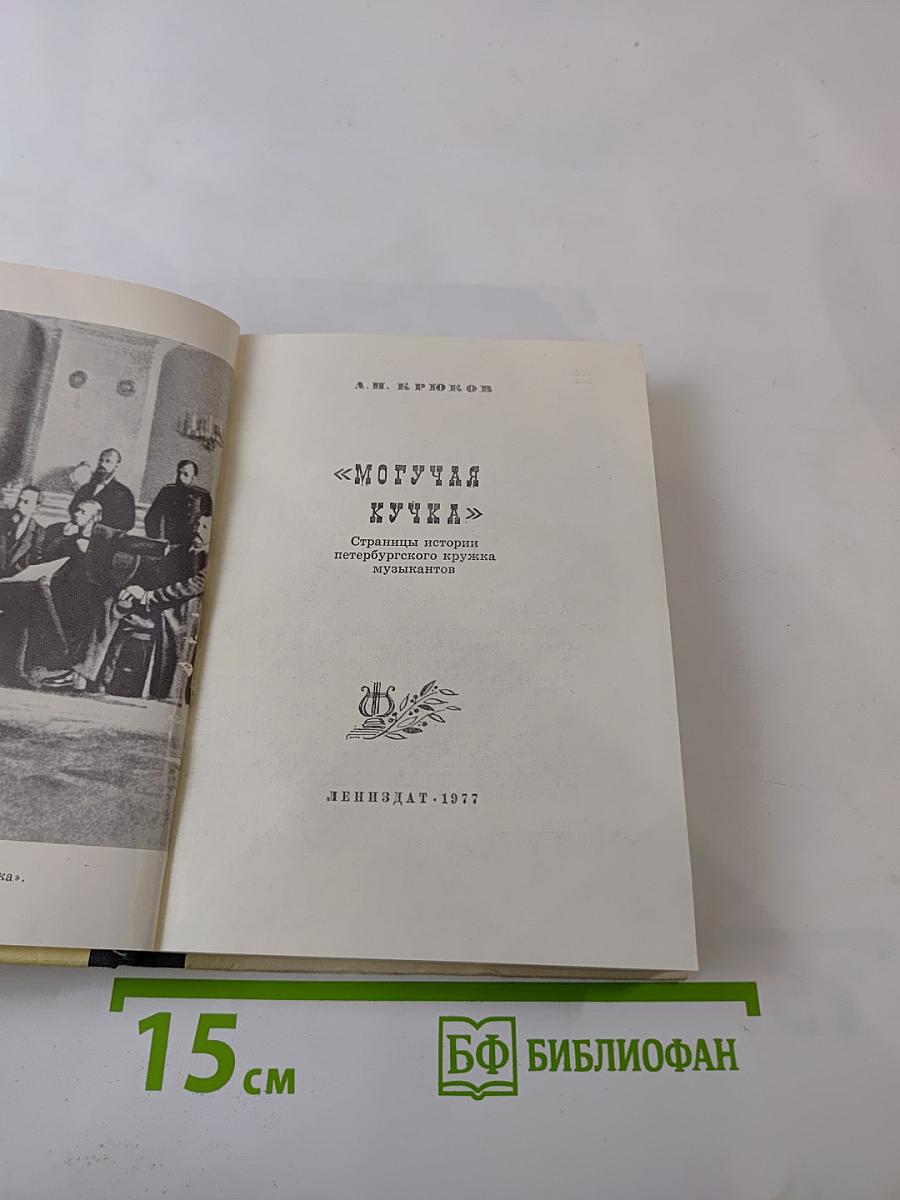 А. Н. КРЮКОВ
«МОГУЧАЯ
КУЧКА»
Страницы истории
петербургского кружка
музыкантов
ЛЕНИЗДАТ · 1977
ка».
15 см
БФ БИБЛИОФАН